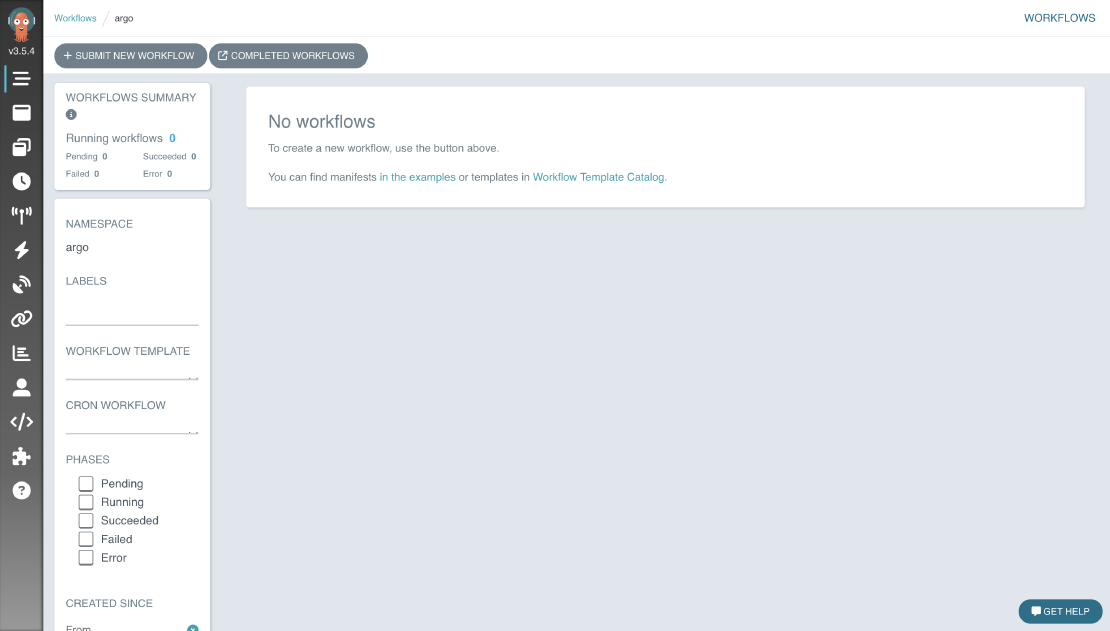 Workflows / argo
WORKFLOWS
v3.5.4
+ SUBMIT NEW WORKFLOW
COMPLETED WORKFLOWS
WORKFLOWS SUMMARY
Running workflows 0
Pending 0 Succeeded 0
Failed 0 Error 0
NAMESPACE
argo
LABELS
WORKFLOW TEMPLATE
CRON WORKFLOW
PHASES
Pending
Running
Succeeded
Failed
Error
CREATED SINCE
From
No workflows
To create a new workflow, use the button above.
You can find manifests in the examples or templates in Workflow Template Catalog.
GET HELP